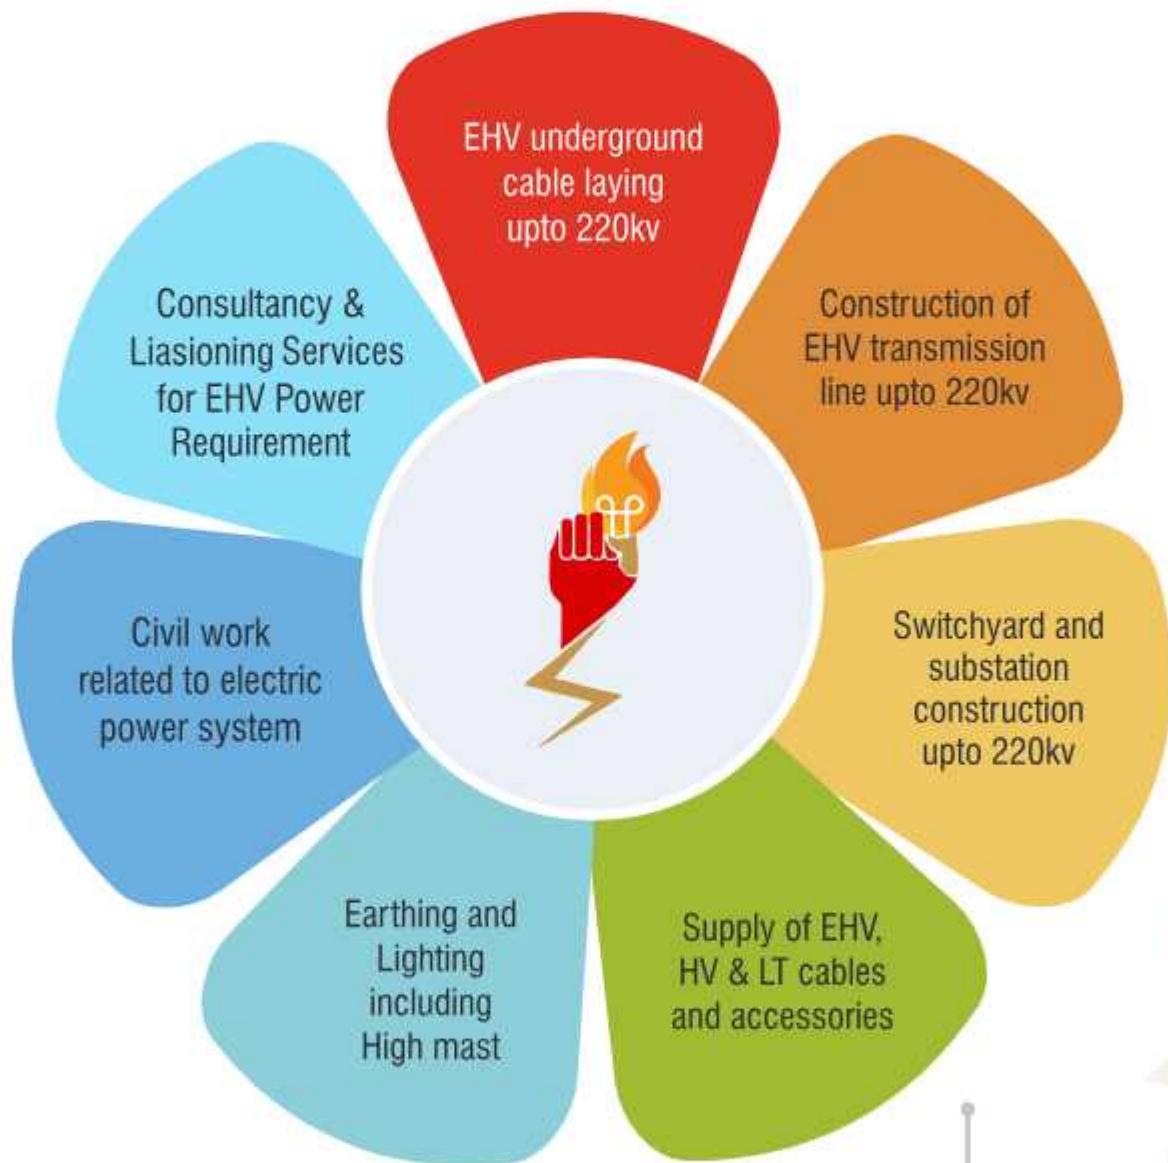 EHV underground
cable laying
upto 220kv
Construction of
EHV transmission
line upto 220kv
Switchyard and
substation
construction
upto 220kv
Supply of EHV,
HV & LT cables
and accessories
Earthing and
Lighting
including
High mast
Civil work
related to electric
power system
Consultancy &
Liasioning Services
for EHV Power
Requirement